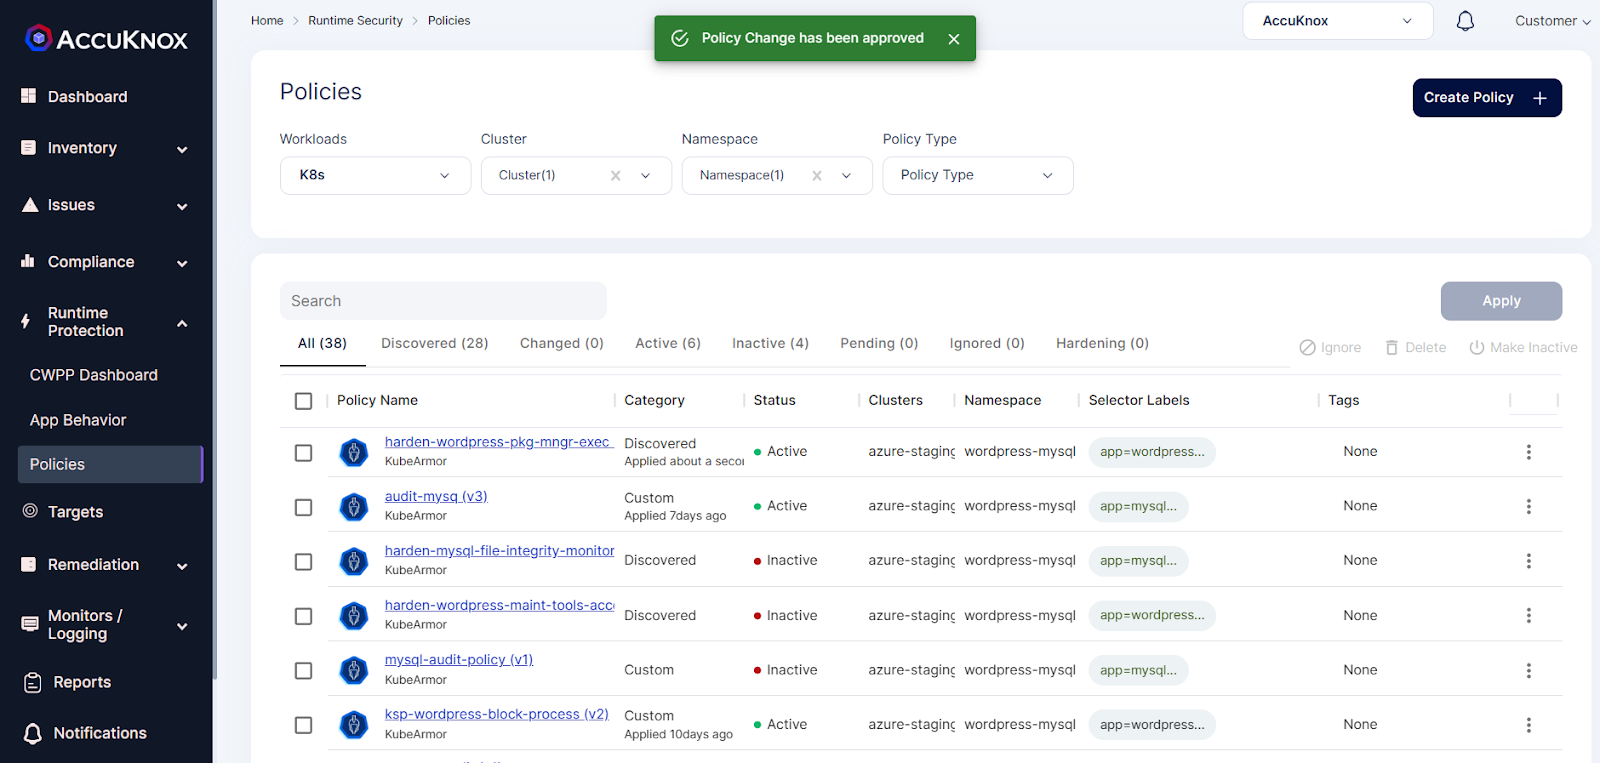 ACCUKNOX
Dashboard
Inventory
Issues
Compliance
Runtime
Protection
CWPP Dashboard
App Behavior
Policies
Targets
Remediation
Monitors /
Logging
Reports
Notifications
Home > Runtime Security > Policies
Policy Change has been approved
AccuKnox
Customer
Policies
Create Policy +
Workloads Cluster Namespace Policy Type
K8s Cluster(1) Namespace(1) Policy Type
Search
Apply
All (38) Discovered (28) Changed (0) Active (6) Inactive (4) Pending (0) Ignored (0) Hardening (0)
Ignore Delete Make Inactive
Policy Name Category Status Clusters Namespace Selector Labels Tags
harden-wordpress-pkg-mngr-exec Discovered Active azure-staging wordpress-mysql app=wordpress... None
KubeArmor Applied about a secon
audit-mysq (v3) Custom Active azure-staging wordpress-mysql app=mysql... None
KubeArmor Applied 7days ago
harden-mysql-file-integrity-monitor Discovered Inactive azure-staging wordpress-mysql app=mysql... None
KubeArmor
harden-wordpress-maint-tools-acc Discovered Inactive azure-staging wordpress-mysql app=wordpress... None
KubeArmor
mysql-audit-policy (v1) Custom Inactive azure-staging wordpress-mysql app=mysql... None
KubeArmor
ksp-wordpress-block-process (v2) Custom Active azure-staging wordpress-mysql app=wordpress... None
KubeArmor Applied 10days ago